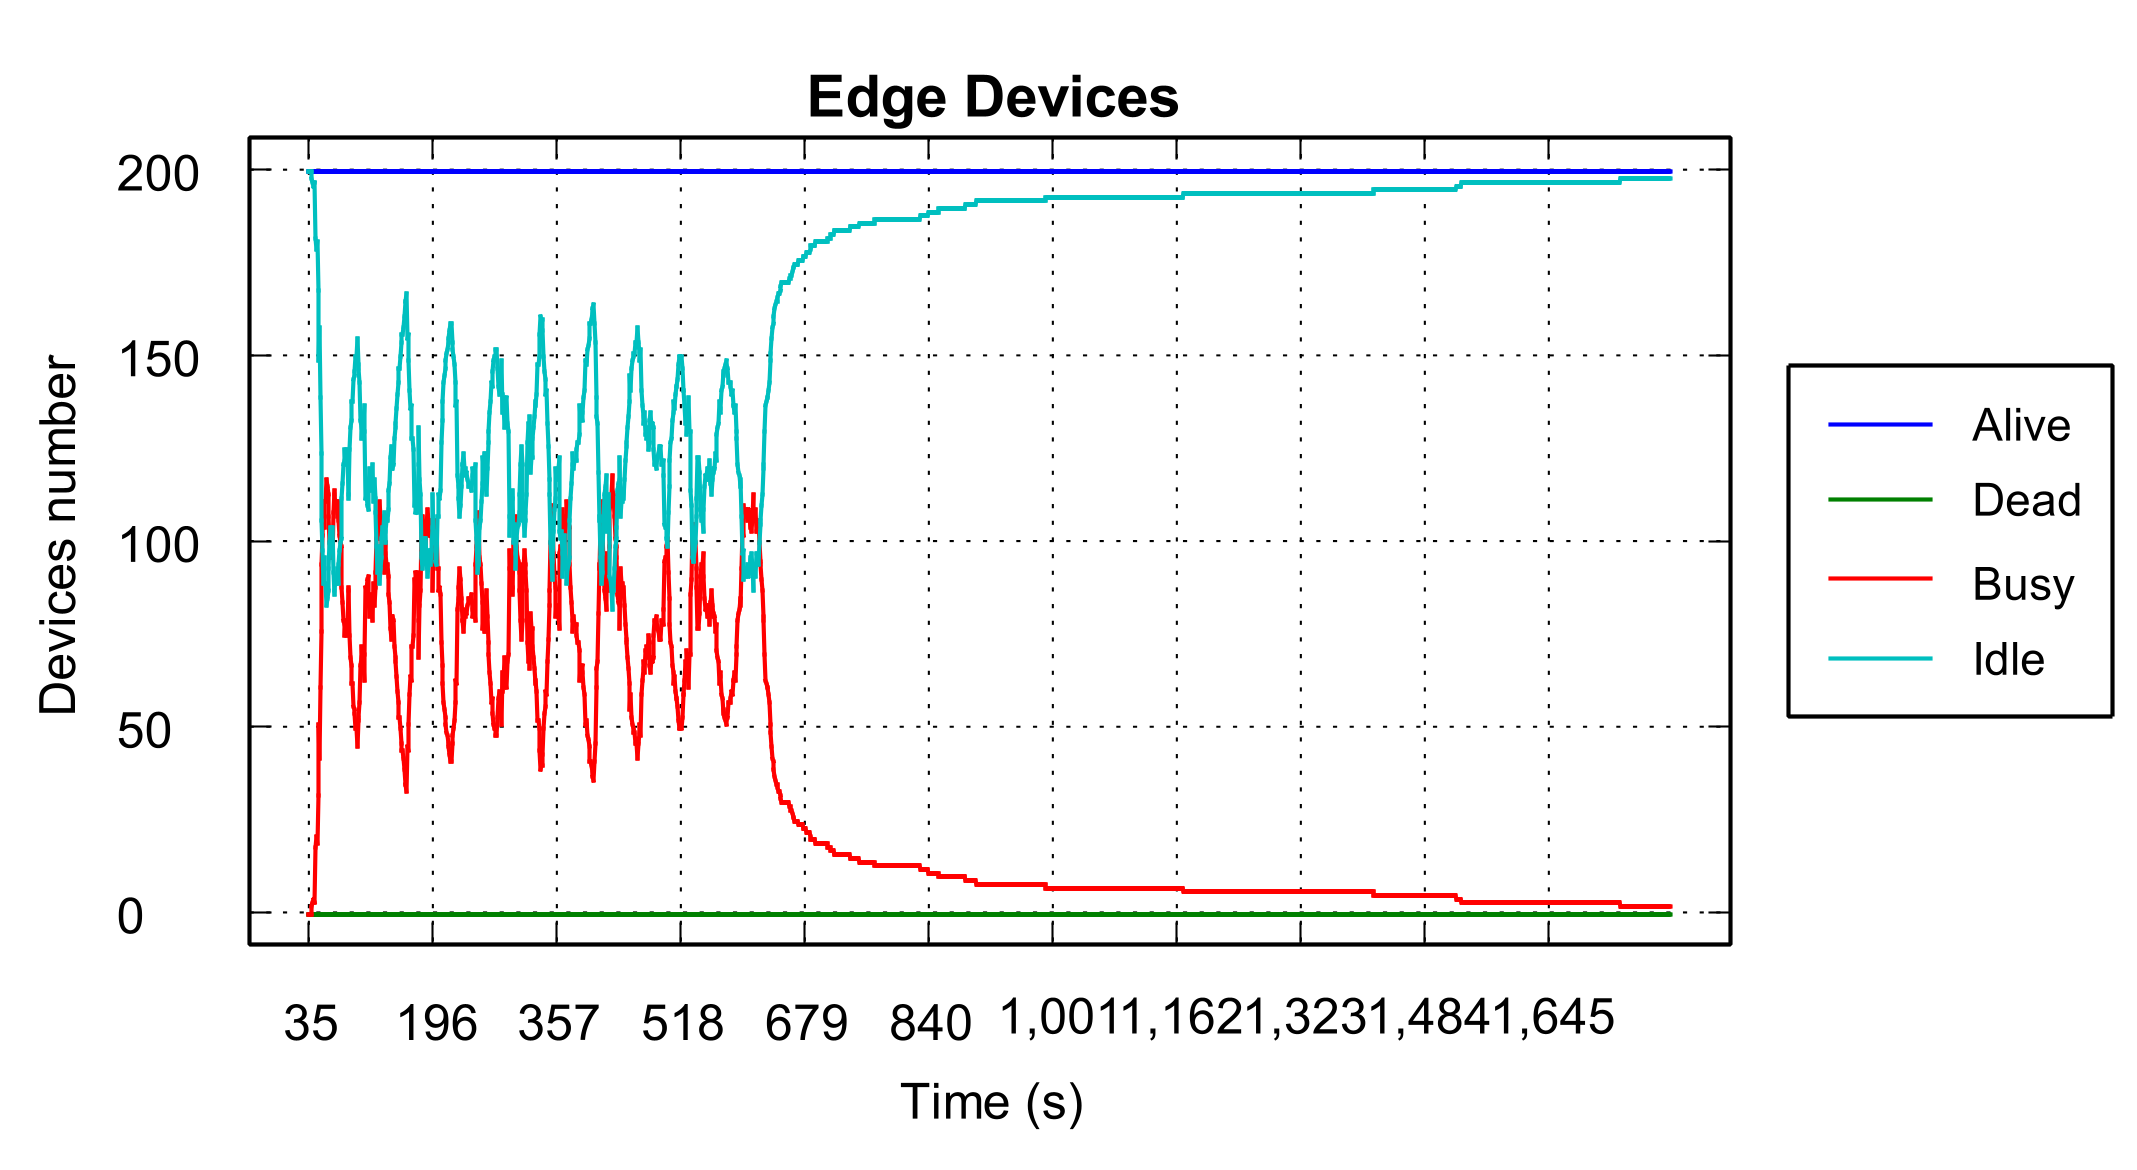 Edge Devices
200
150
100
50
0
Devices number
35 196 357 518 679 840 1,0011,1621,3231,4841,645
Time (s)
Alive
Dead
Busy
Idle